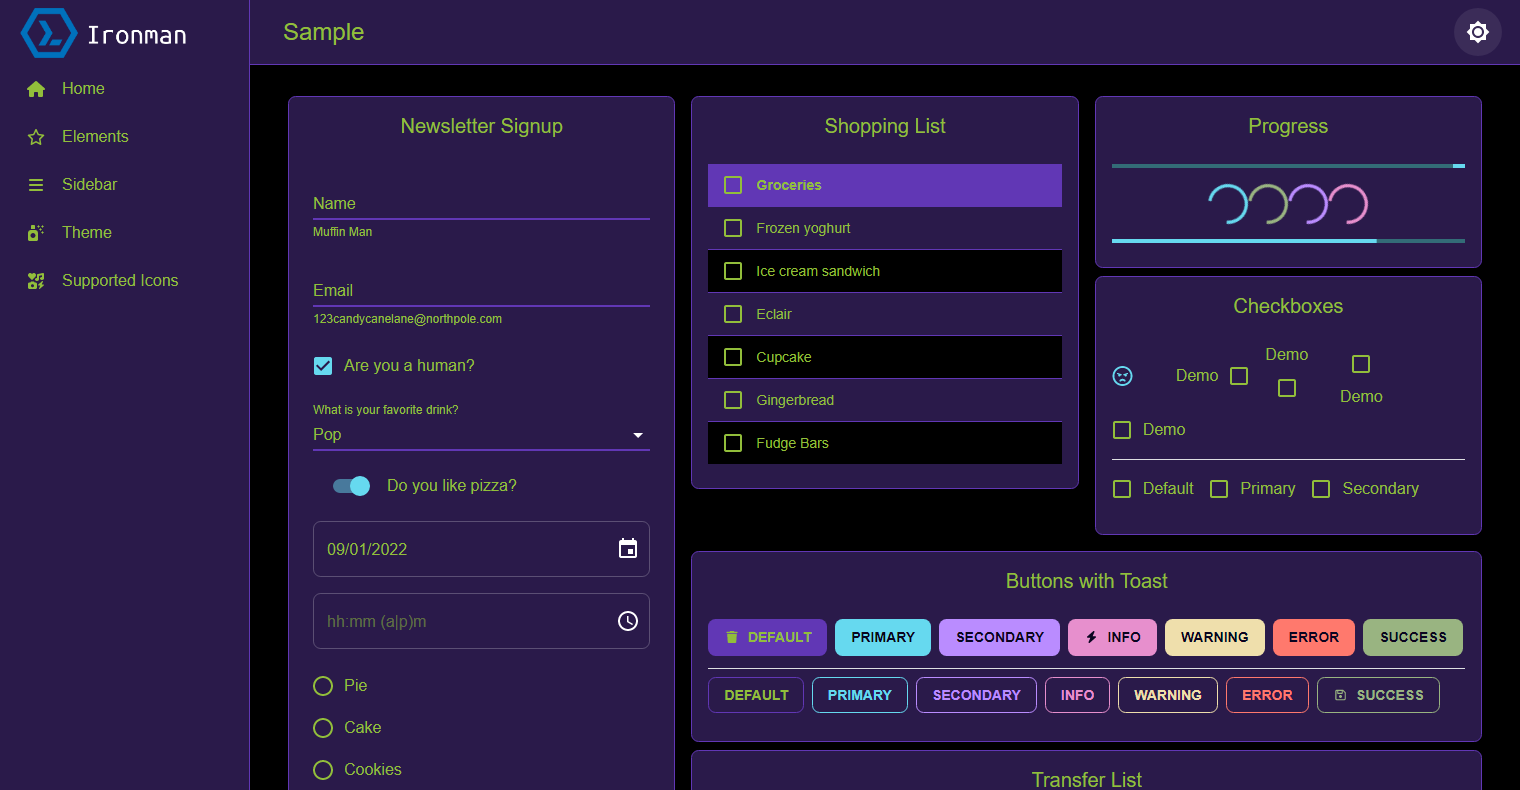 Ironman
Sample
Home
Elements
Sidebar
Theme
Supported Icons
Newsletter Signup
Name
Muffin Man
Email
123candycanelane@northpole.com
Are you a human?
What is your favorite drink?
Pop
Do you like pizza?
09/01/2022
hh:mm (a|p)m
Pie
Cake
Cookies
Shopping List
Groceries
Frozen yoghurt
Ice cream sandwich
Eclair
Cupcake
Gingerbread
Fudge Bars
Progress
Checkboxes
Demo
Demo
Demo
Demo
Default Primary Secondary
Buttons with Toast
DEFAULT PRIMARY SECONDARY INFO WARNING ERROR SUCCESS
DEFAULT PRIMARY SECONDARY INFO WARNING ERROR SUCCESS
Transfer List